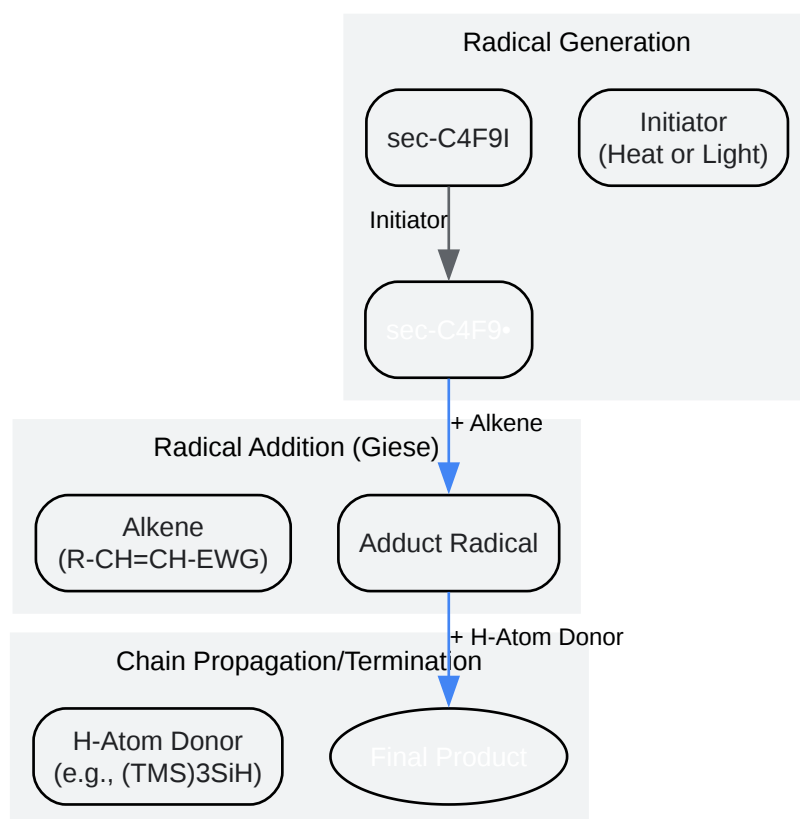 Radical Generation
sec-C4F9I
Initiator
(Heat or Light)
Initiator
sec-C4F9•
+ Alkene
Radical Addition (Giese)
Alkene
(R-CH=CH-EWG)
Adduct Radical
+ H-Atom Donor
Chain Propagation/Termination
H-Atom Donor
(e.g., (TMS)3SiH)
Final Product